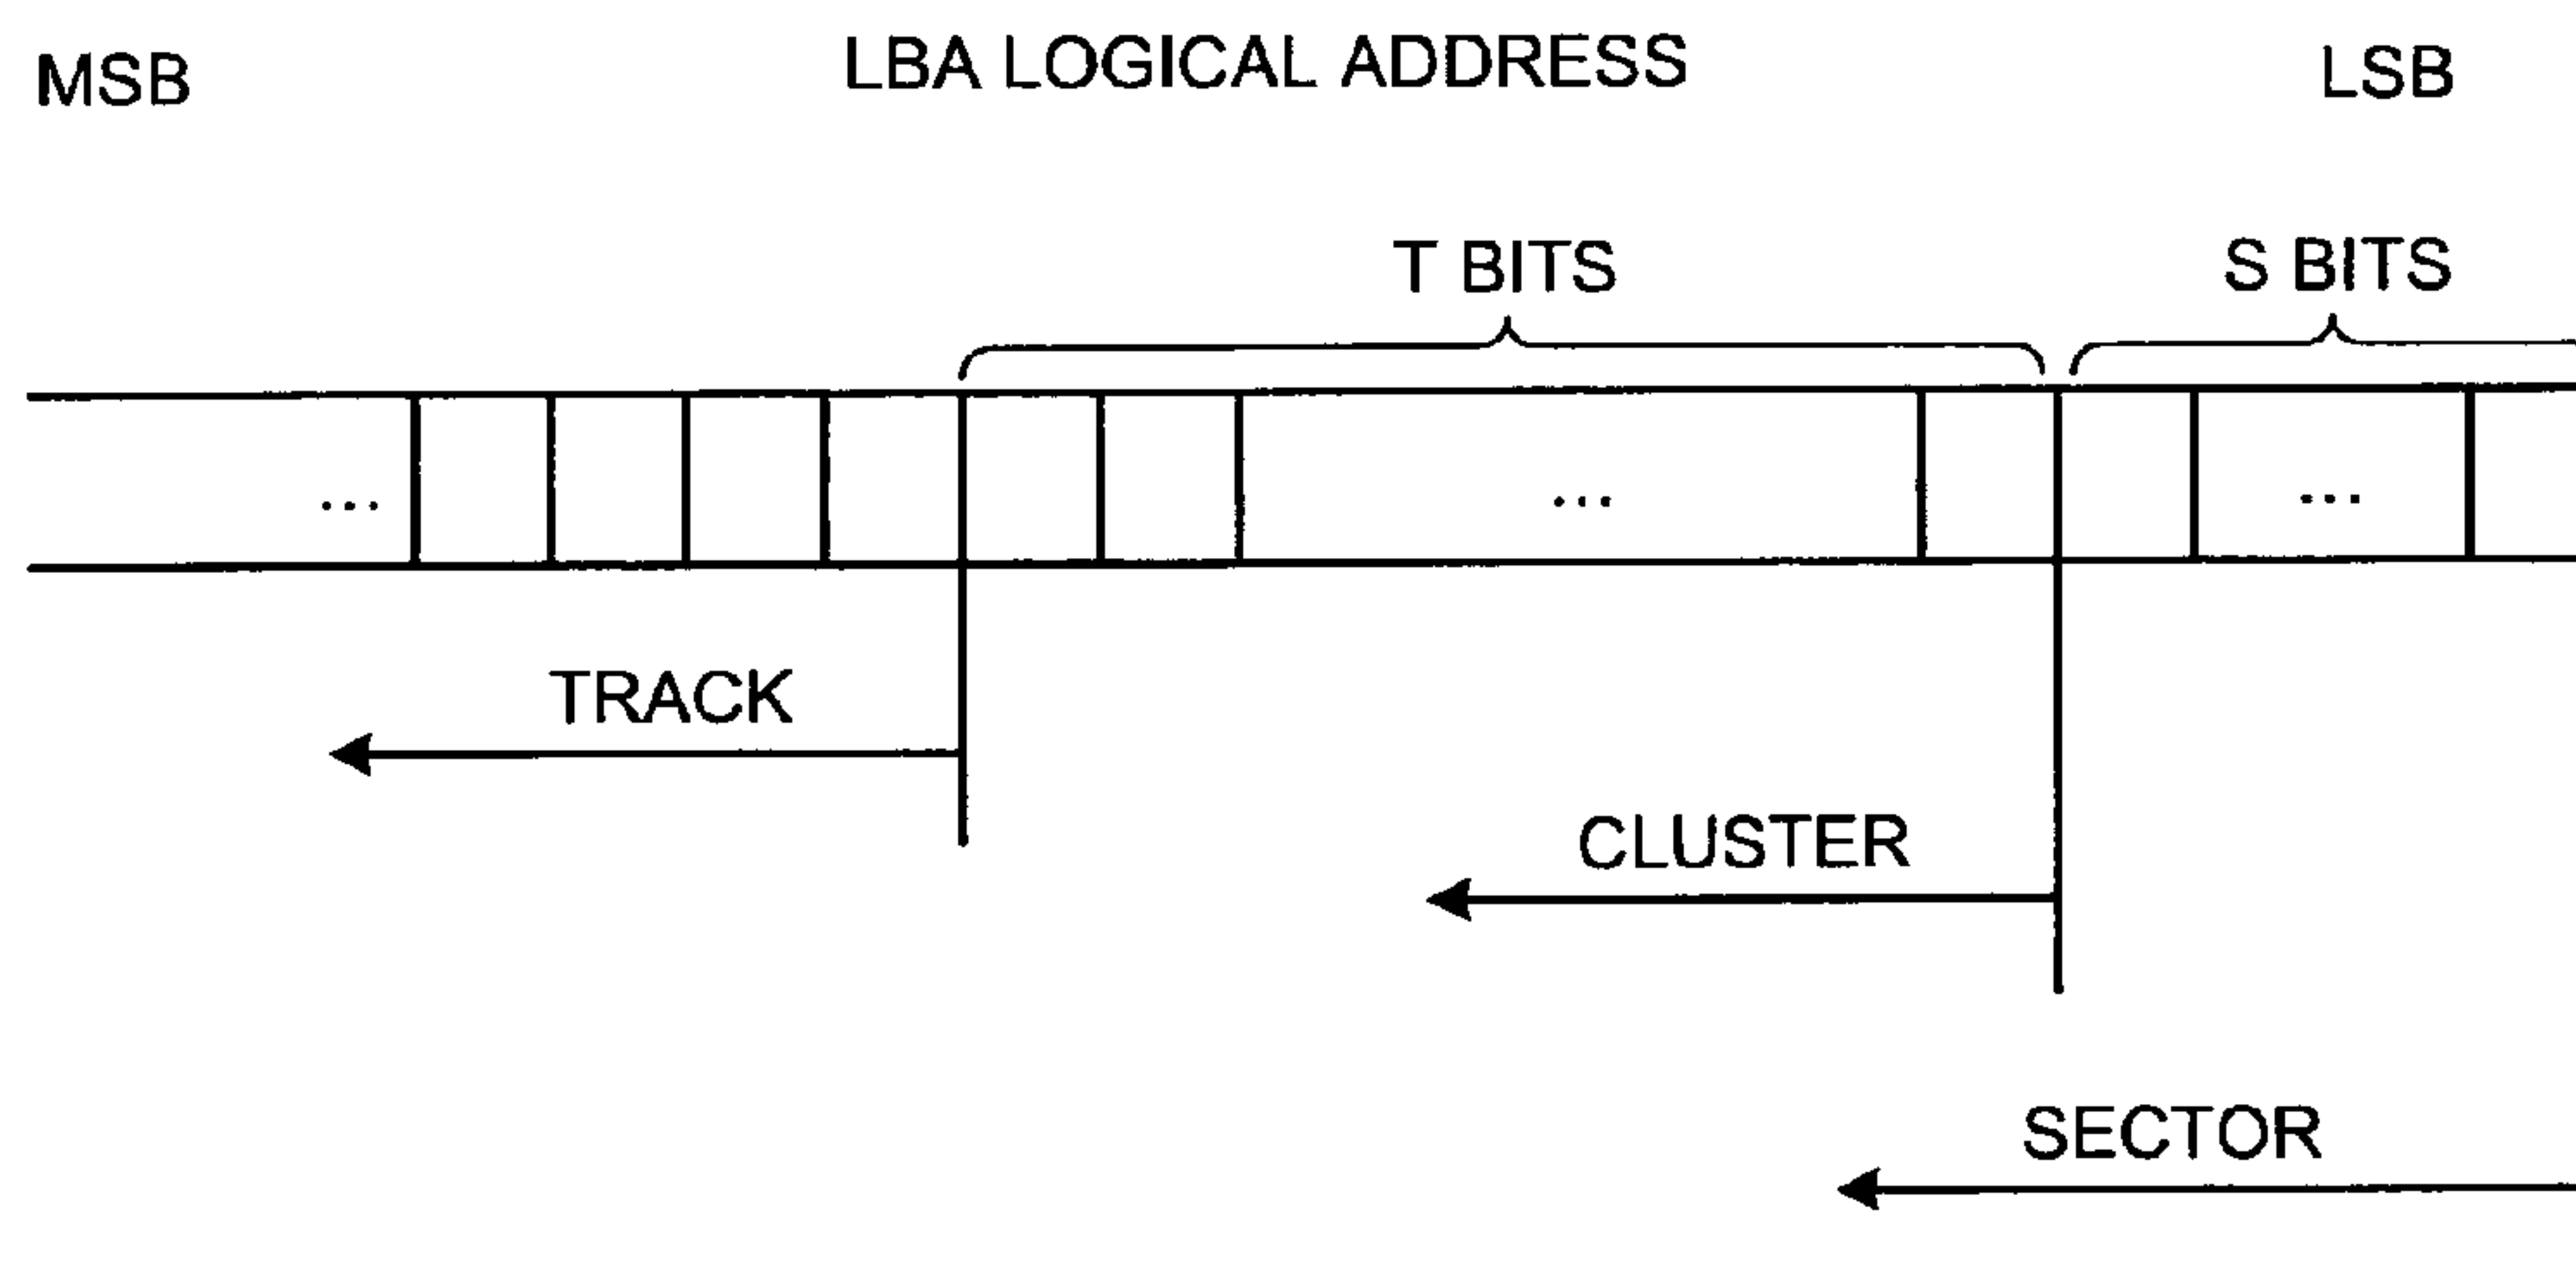 MSB LBA LOGICAL ADDRESS LSB
T BITS S BITS
... ... ...
TRACK
CLUSTER
SECTOR